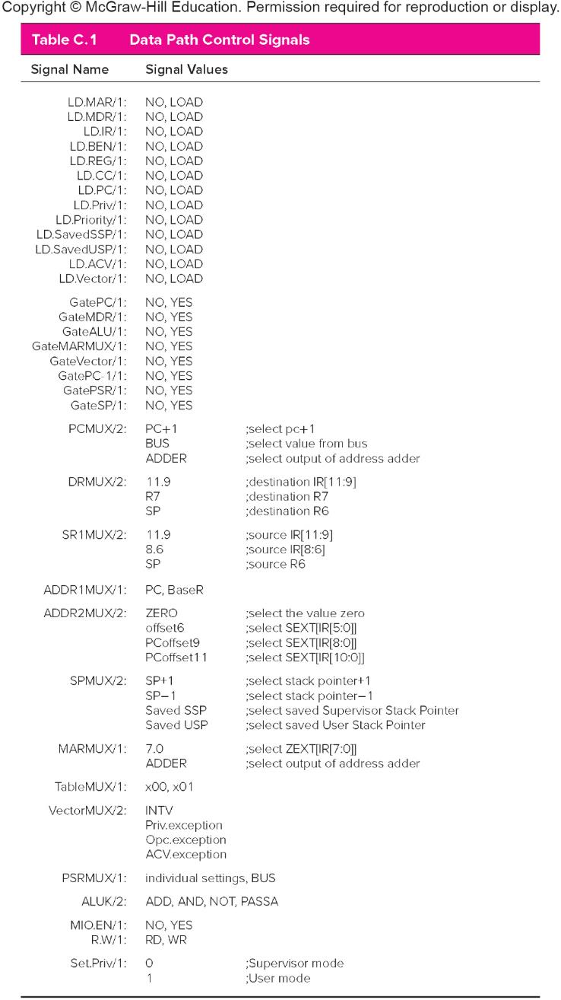 Copyright © McGraw-Hill Education. Permission required for reproduction or display.
Table C.1 Data Path Control Signals
Signal Name Signal Values
LD.MAR/1: NO, LOAD
LD.MDR/1: NO, LOAD
LD.IR/1: NO, LOAD
LD.BEN/1: NO, LOAD
LD.REG/1: NO, LOAD
LD.CC/1: NO, LOAD
LD.PC/1: NO, LOAD
LD.Priv/1: NO, LOAD
LD.Priority/1: NO, LOAD
LD.SavedSSP/1: NO, LOAD
LD.SavedUSP/1: NO, LOAD
LD.ACV/1: NO, LOAD
LD.Vector/1: NO, LOAD
GatePC/1: NO, YES
GateMDR/1: NO, YES
GateALU/1: NO, YES
GateMARMUX/1: NO, YES
GateVector/1: NO, YES
GatePC-1/1: NO, YES
GatePSR/1: NO, YES
GateSP/1: NO, YES
PCMUX/2: PC+1 ;select pc+1
BUS ;select value from bus
ADDER ;select output of address adder
DRMUX/2: 11.9 ;destination IR[11:9]
R7 ;destination R7
SP ;destination R6
SR1MUX/2: 11.9 ;source IR[11:9]
8.6 ;source IR[8:6]
SP ;source R6
ADDR1MUX/1: PC, BaseR
ADDR2MUX/2: ZERO ;select the value zero
offset6 ;select SEXT[IR[5:0]]
PCoffset9 ;select SEXT[IR[8:0]]
PCoffset11 ;select SEXT[IR[10:0]]
SPMUX/2: SP+1 ;select stack pointer+1
SP−1 ;select stack pointer−1
Saved SSP ;select saved Supervisor Stack Pointer
Saved USP ;select saved User Stack Pointer
MARMUX/1: 7.0 ;select ZEXT[IR[7:0]]
ADDER ;select output of address adder
TableMUX/1: x00, x01
VectorMUX/2: INTV
Priv.exception
Opc.exception
ACV.exception
PSRMUX/1: individual settings, BUS
ALUK/2: ADD, AND, NOT, PASSA
MIO.EN/1: NO, YES
R.W/1: RD, WR
Set.Priv/1: 0 ;Supervisor mode
1 ;User mode